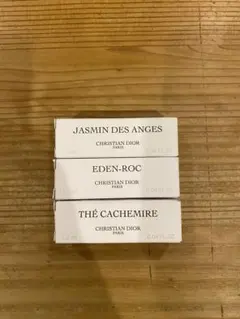 JASMIN DES ANGES
CHRISTIAN DIOR
PARIS
EDEN-ROC
CHRISTIAN DIOR
PARIS
THÉ CACHEMIRE
CHRISTIAN DIOR
PARIS